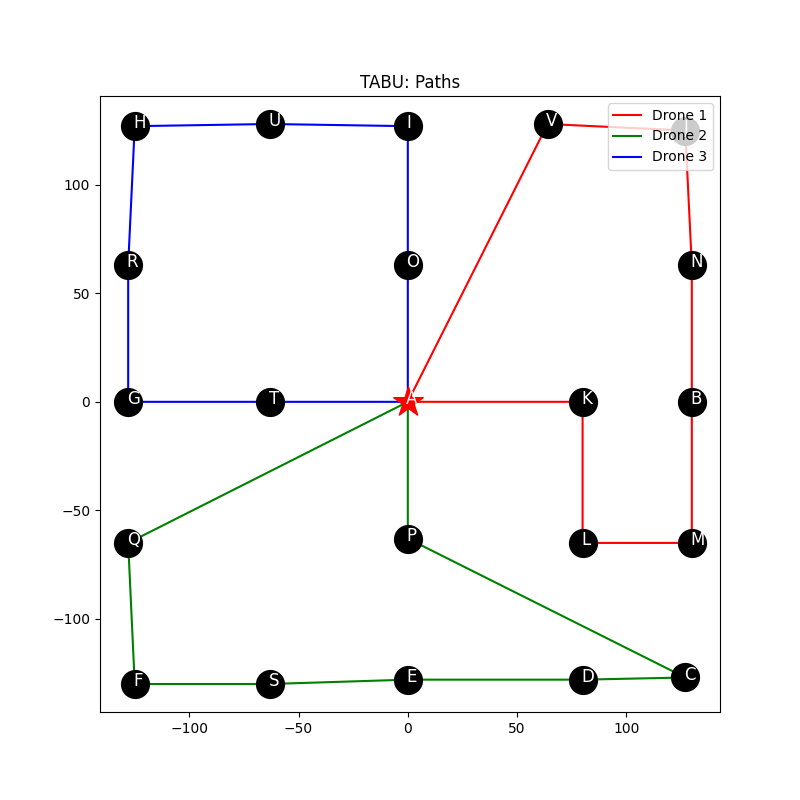 TABU: Paths
H U I V
Drone 1
Drone 2
Drone 3
100
R O N
50
0
G T A K B
−50
Q P L M
−100
F S E D C
−100 −50 0 50 100